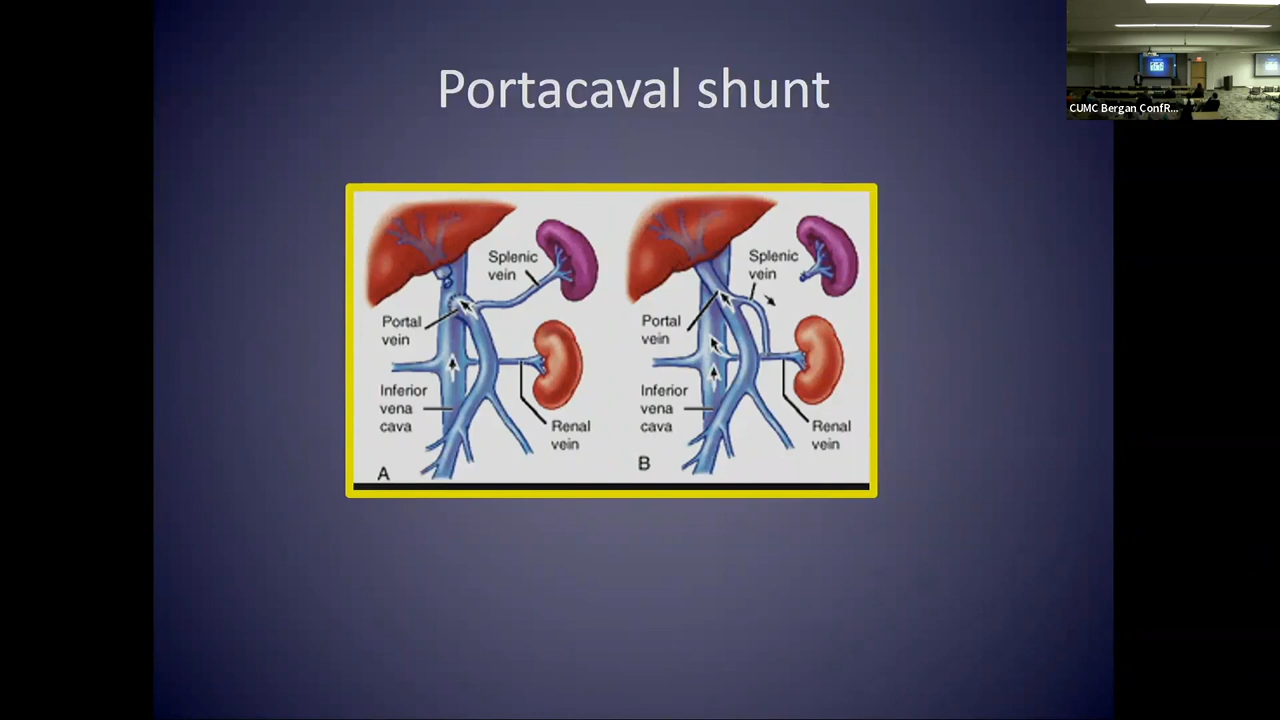 Portacaval shunt
CUMC Bergan ConfR...
Splenic
vein
Portal
vein
Inferior
vena
cava
Renal
vein
A
Splenic
vein
Portal
vein
Inferior
vena
cava
Renal
vein
B